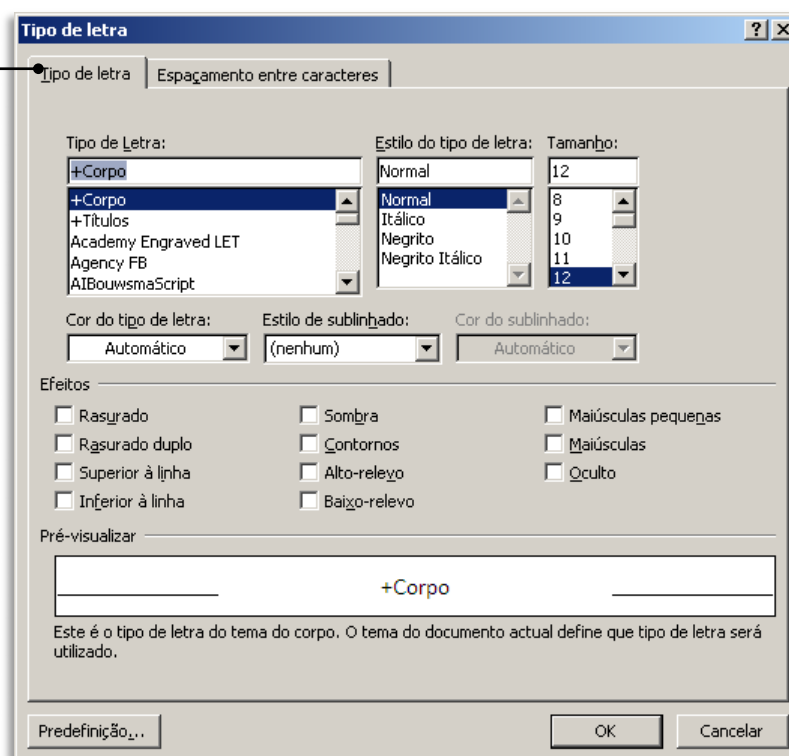 Tipo de letra
Tipo de letra Espaçamento entre caracteres
Tipo de Letra: Estilo do tipo de letra: Tamanho:
+Corpo Normal 12
+Corpo Normal 8
+Títulos Itálico 9
Academy Engraved LET Negrito 10
Agency FB Negrito Itálico 11
AIBouwsmaScript 12
Cor do tipo de letra: Estilo de sublinhado: Cor do sublinhado:
Automático (nenhum) Automático
Efeitos
Rasurado Sombra Maiúsculas pequenas
Rasurado duplo Contornos Maiúsculas
Superior à linha Alto-relevo Oculto
Inferior à linha Baixo-relevo
Pré-visualizar
+Corpo
Este é o tipo de letra do tema do corpo. O tema do documento actual define que tipo de letra será
utilizado.
Predefinição... OK Cancelar